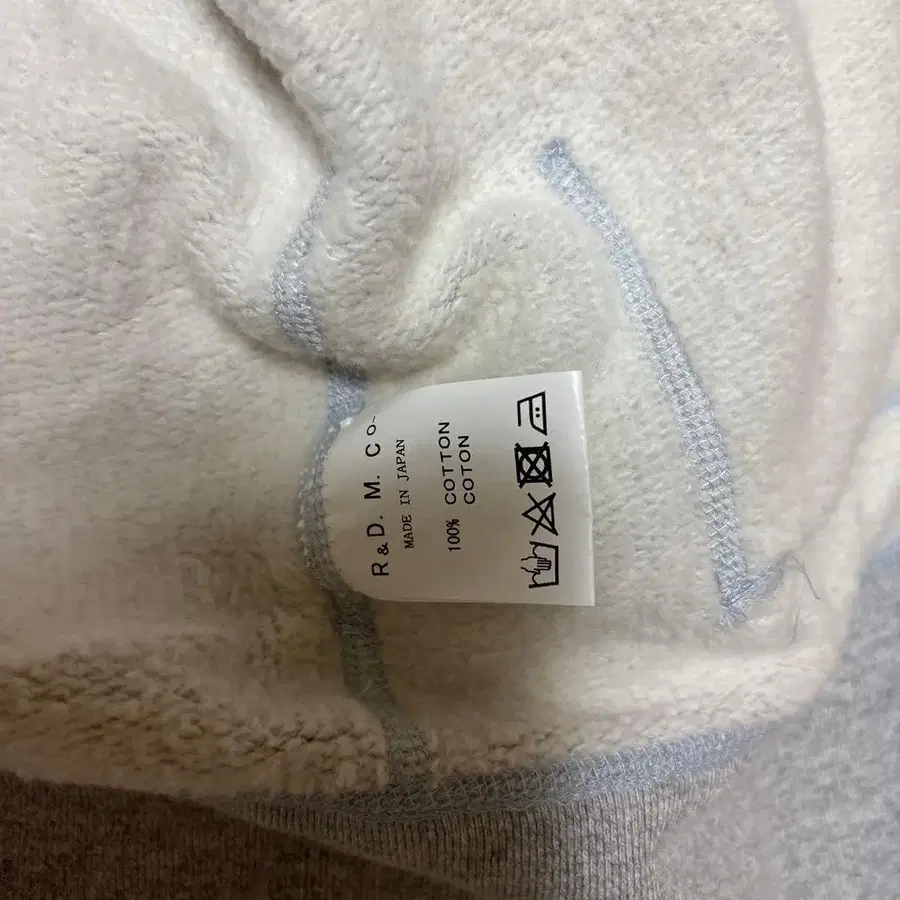 R&D. M. Co-
MADE IN JAPAN
100% COTTON
COTON